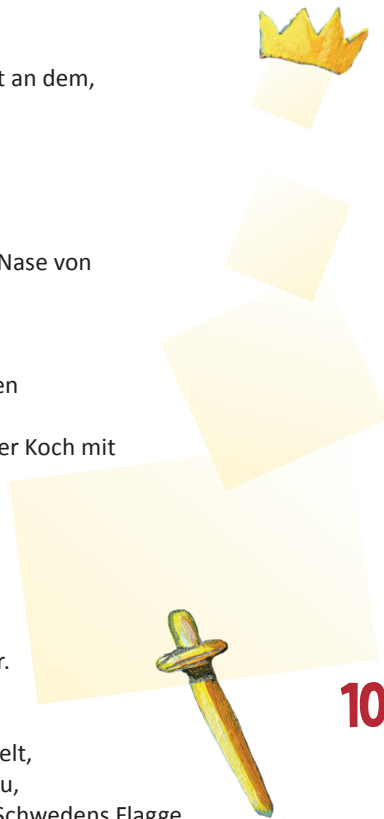 t an dem,
Nase von
en
er Koch mit
r.
10
elt,
u,
Schwedens Flagge